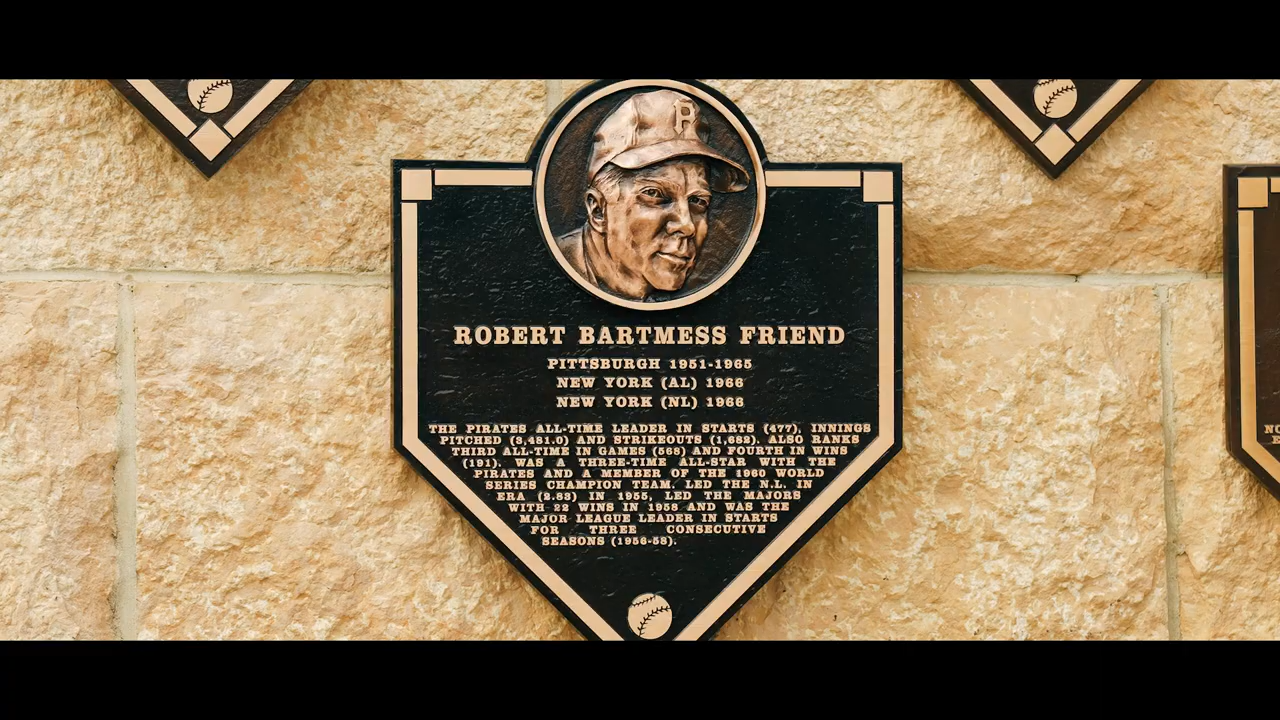 P
ROBERT BARTMESS FRIEND
PITTSBURGH 1951-1965
NEW YORK (AL) 1966
NEW YORK (NL) 1966
THE PIRATES ALL-TIME LEADER IN STARTS (477), INNINGS
PITCHED (3,481.0) AND STRIKEOUTS (1,682). ALSO RANKS
THIRD ALL-TIME IN GAMES (568) AND FOURTH IN WINS
(191). WAS A THREE-TIME ALL-STAR WITH THE
PIRATES AND A MEMBER OF THE 1960 WORLD
SERIES CHAMPION TEAM. LED THE N.L. IN
ERA (2.83) IN 1955, LED THE MAJORS
WITH 22 WINS IN 1958 AND WAS THE
MAJOR LEAGUE LEADER IN STARTS
FOR THREE CONSECUTIVE
SEASONS (1956-58).